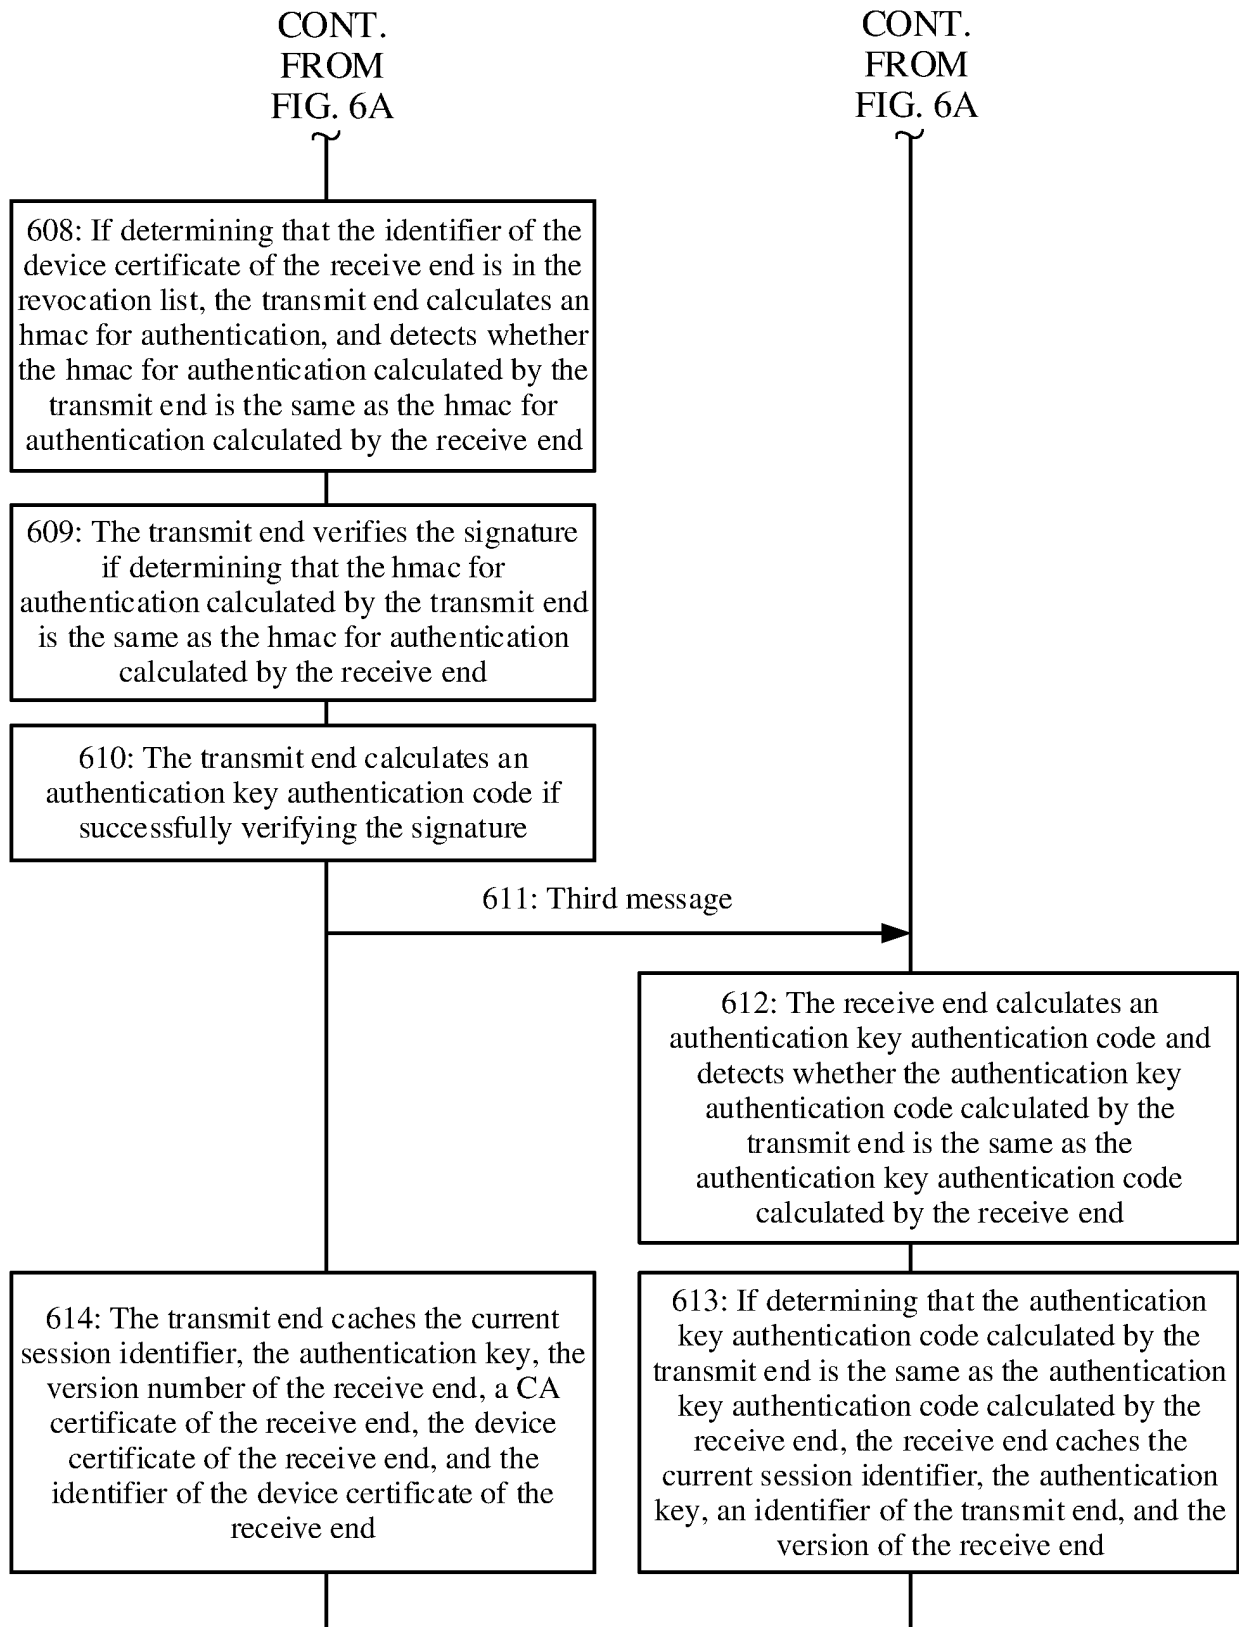 CONT.
FROM
FIG. 6A
CONT.
FROM
FIG. 6A
608: If determining that the identifier of the
device certificate of the receive end is in the
revocation list, the transmit end calculates an
hmac for authentication, and detects whether
the hmac for authentication calculated by the
transmit end is the same as the hmac for
authentication calculated by the receive end
609: The transmit end verifies the signature
if determining that the hmac for
authentication calculated by the transmit end
is the same as the hmac for authentication
calculated by the receive end
610: The transmit end calculates an
authentication key authentication code if
successfully verifying the signature
611: Third message
612: The receive end calculates an
authentication key authentication code and
detects whether the authentication key
authentication code calculated by the
transmit end is the same as the
authentication key authentication code
calculated by the receive end
614: The transmit end caches the current
session identifier, the authentication key, the
version number of the receive end, a CA
certificate of the receive end, the device
certificate of the receive end, and the
identifier of the device certificate of the
receive end
613: If determining that the authentication
key authentication code calculated by the
transmit end is the same as the authentication
key authentication code calculated by the
receive end, the receive end caches the
current session identifier, the authentication
key, an identifier of the transmit end, and the
version of the receive end